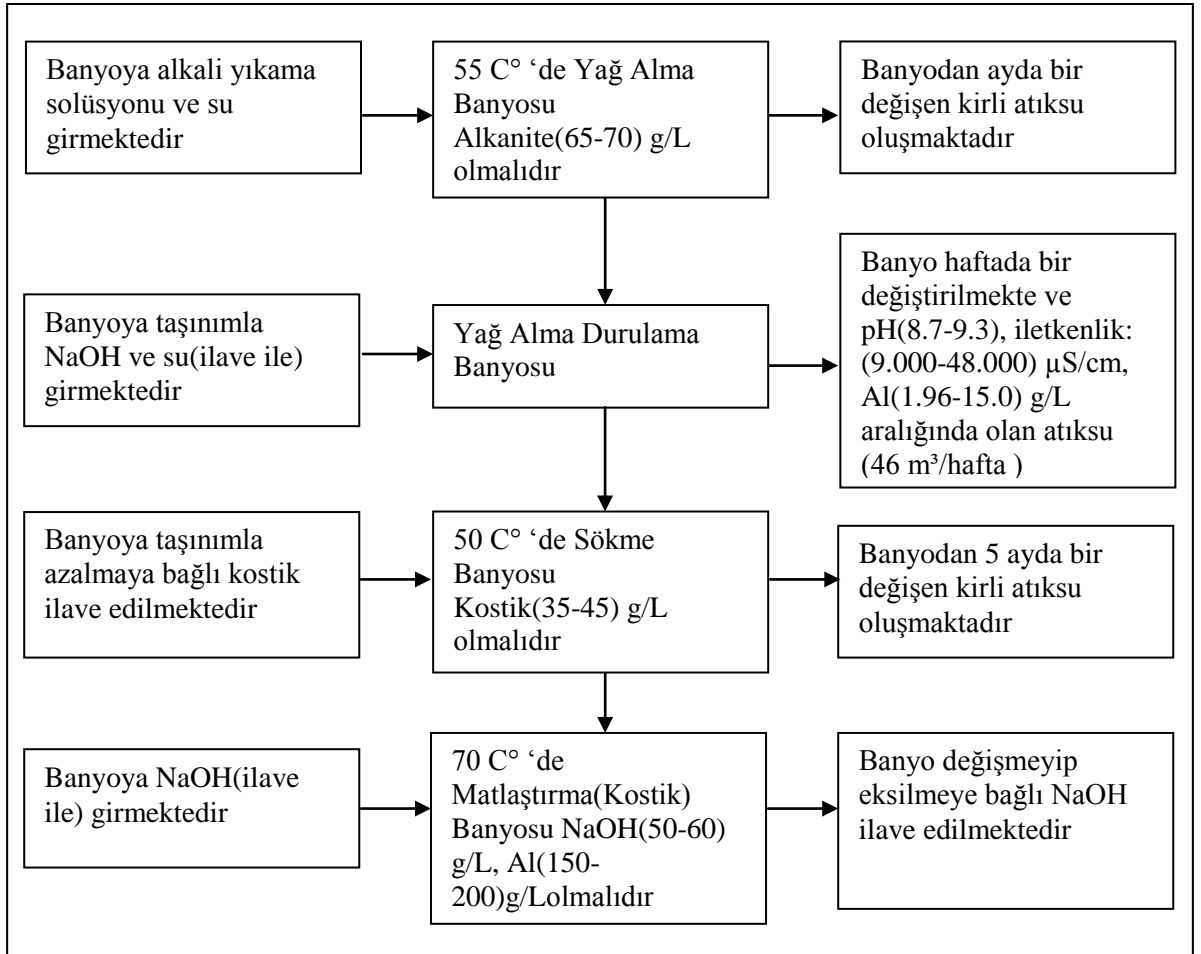 Banyoya alkali yıkama
solüsyonu ve su
girmektedir
55 C° ‘de Yağ Alma
Banyosu
Alkanite(65-70) g/L
olmalıdır
Banyodan ayda bir
değişen kirli atıksu
oluşmaktadır
Banyoya taşınımla
NaOH ve su(ilave ile)
girmektedir
Yağ Alma Durulama
Banyosu
Banyo haftada bir
değiştirilmekte ve
pH(8.7-9.3), iletkenlik:
(9.000-48.000) µS/cm,
Al(1.96-15.0) g/L
aralığında olan atıksu
(46 m³/hafta )
Banyoya taşınımla
azalmaya bağlı kostik
ilave edilmektedir
50 C° ‘de Sökme
Banyosu
Kostik(35-45) g/L
olmalıdır
Banyodan 5 ayda bir
değişen kirli atıksu
oluşmaktadır
Banyoya NaOH(ilave
ile) girmektedir
70 C° ‘de
Matlaştırma(Kostik)
Banyosu NaOH(50-60)
g/L, Al(150-
200)g/Lolmalıdır
Banyo değişmeyip
eksilmeye bağlı NaOH
ilave edilmektedir